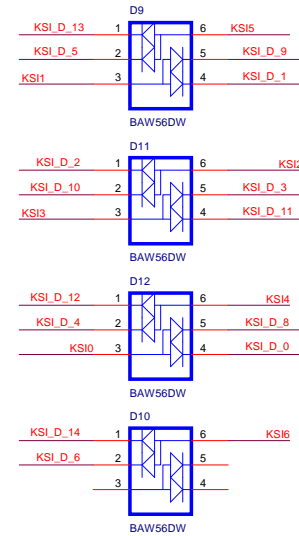 D9
KSI_D_13 1 6 KSI5
KSI_D_5 2 5 KSI_D_9
KSI1 3 4 KSI_D_1
BAW56DW
D11
KSI_D_2 1 6 KSI2
KSI_D_10 2 5 KSI_D_3
KSI3 3 4 KSI_D_11
BAW56DW
D12
KSI_D_12 1 6 KSI4
KSI_D_4 2 5 KSI_D_8
KSI0 3 4 KSI_D_0
BAW56DW
D10
KSI_D_14 1 6 KSI6
KSI_D_6 2 5
3 4
BAW56DW